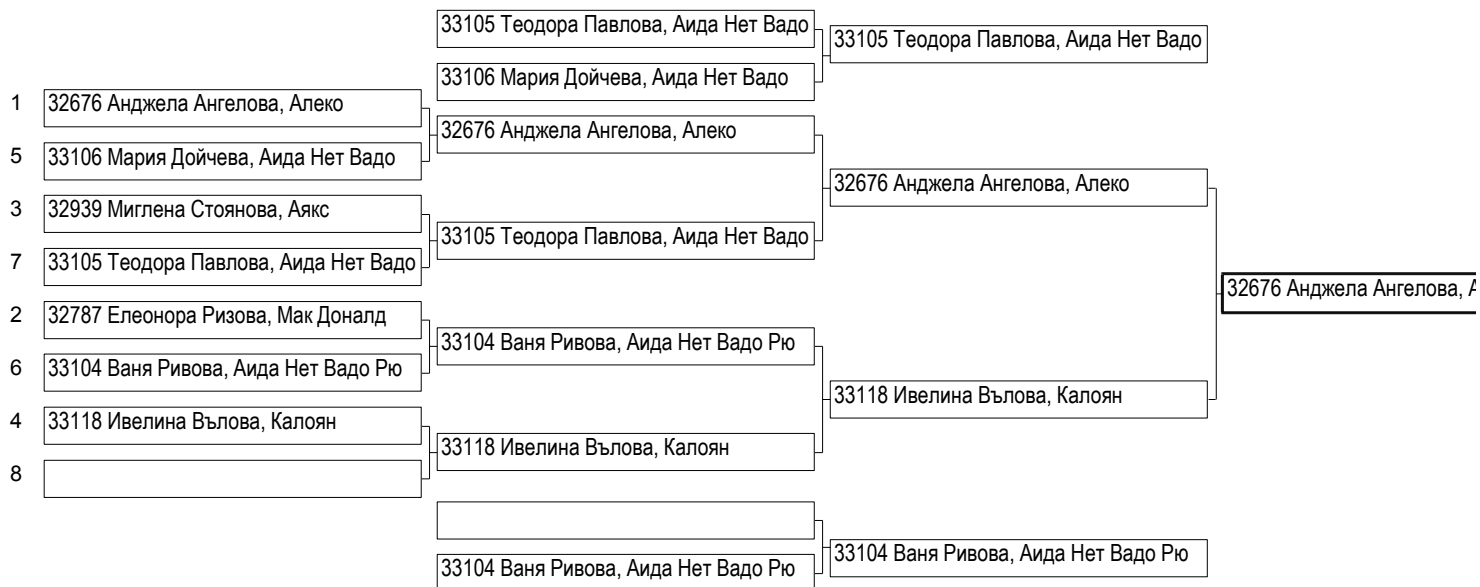 33105 Теодора Павлова, Аида Нет Вадо
33105 Теодора Павлова, Аида Нет Вадо
33106 Мария Дойчева, Аида Нет Вадо
1 32676 Анджела Ангелова, Алеко
32676 Анджела Ангелова, Алеко
5 33106 Мария Дойчева, Аида Нет Вадо
32676 Анджела Ангелова, Алеко
3 32939 Миглена Стоянова, Аякс
33105 Теодора Павлова, Аида Нет Вадо
7 33105 Теодора Павлова, Аида Нет Вадо
32676 Анджела Ангелова,
2 32787 Елеонора Ризова, Мак Доналд
33104 Ваня Ривова, Аида Нет Вадо Рю
6 33104 Ваня Ривова, Аида Нет Вадо Рю
33118 Ивелина Вълова, Калоян
4 33118 Ивелина Вълова, Калоян
33118 Ивелина Вълова, Калоян
8
33104 Ваня Ривова, Аида Нет Вадо Рю
33104 Ваня Ривова, Аида Нет Вадо Рю